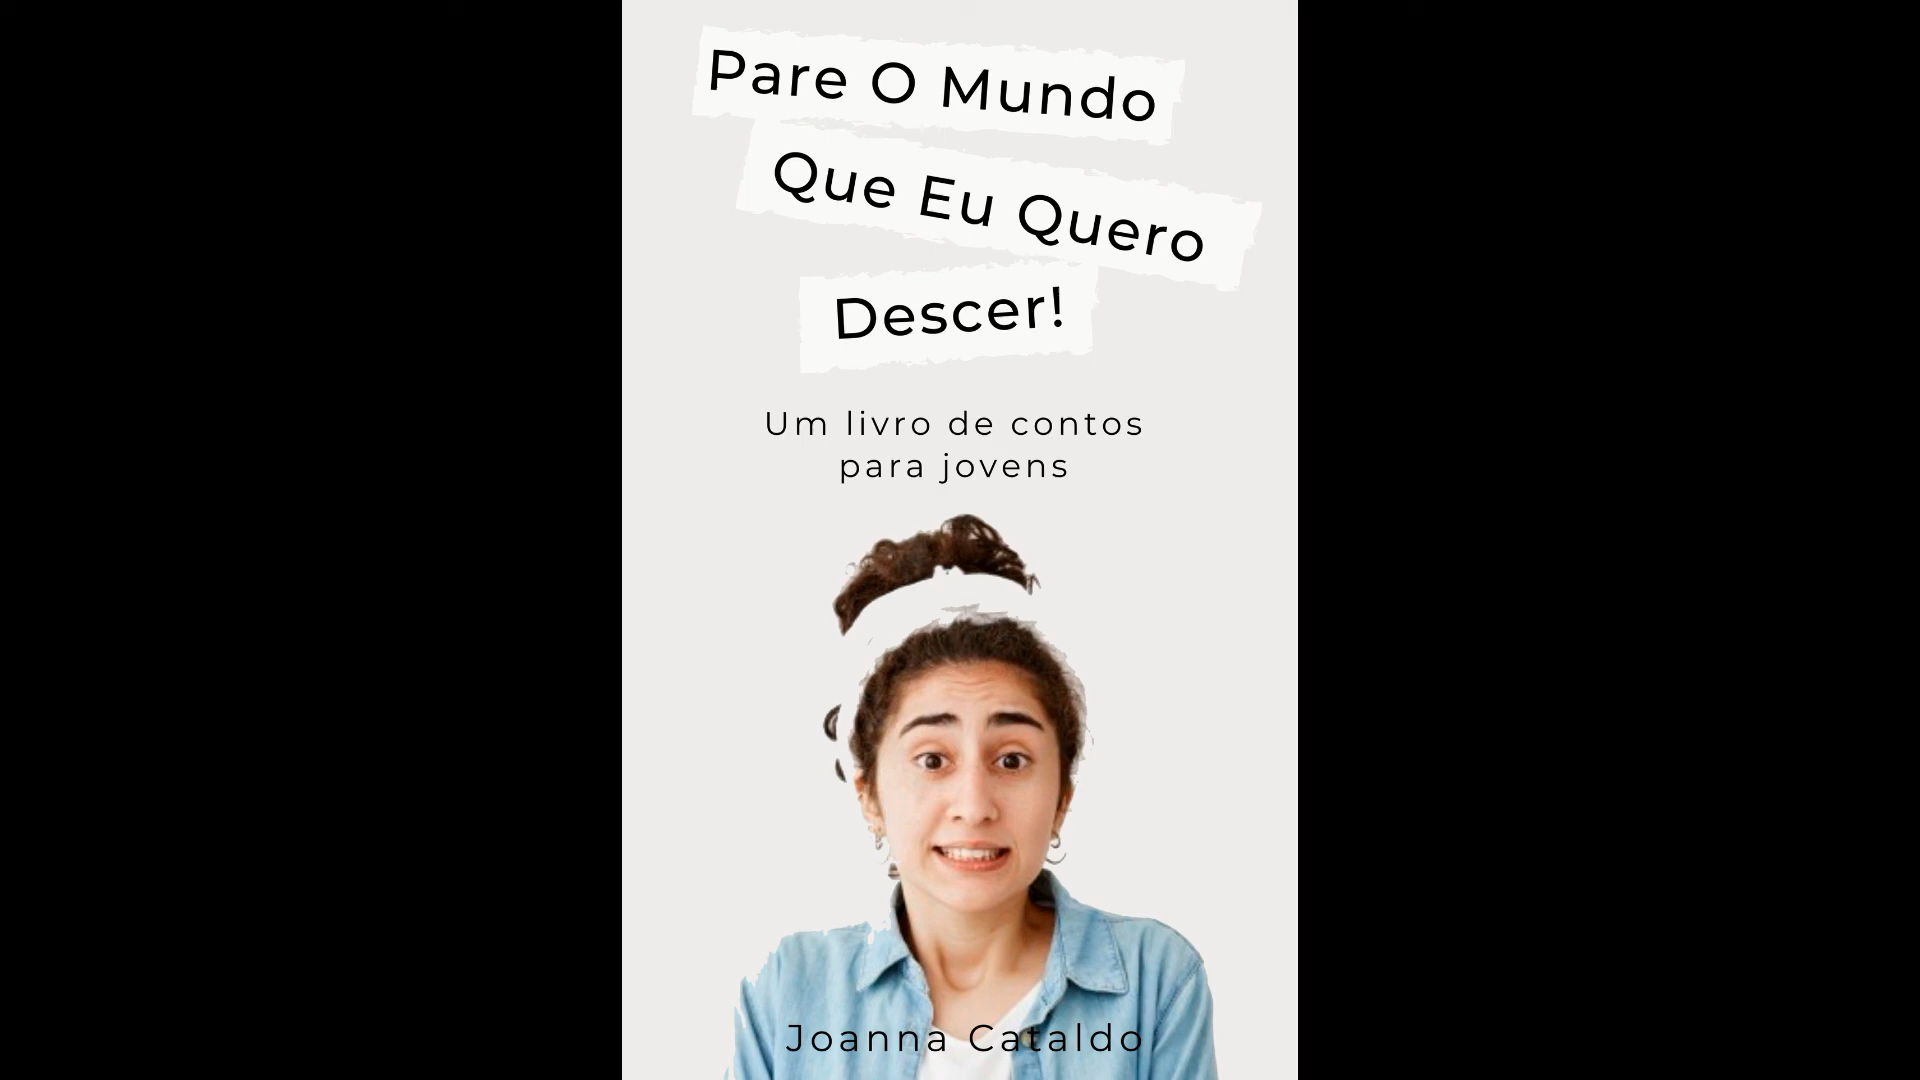 Pare O Mundo
Que Eu Quero
Descer!
Um livro de contos
para jovens
Joanna Cataldo